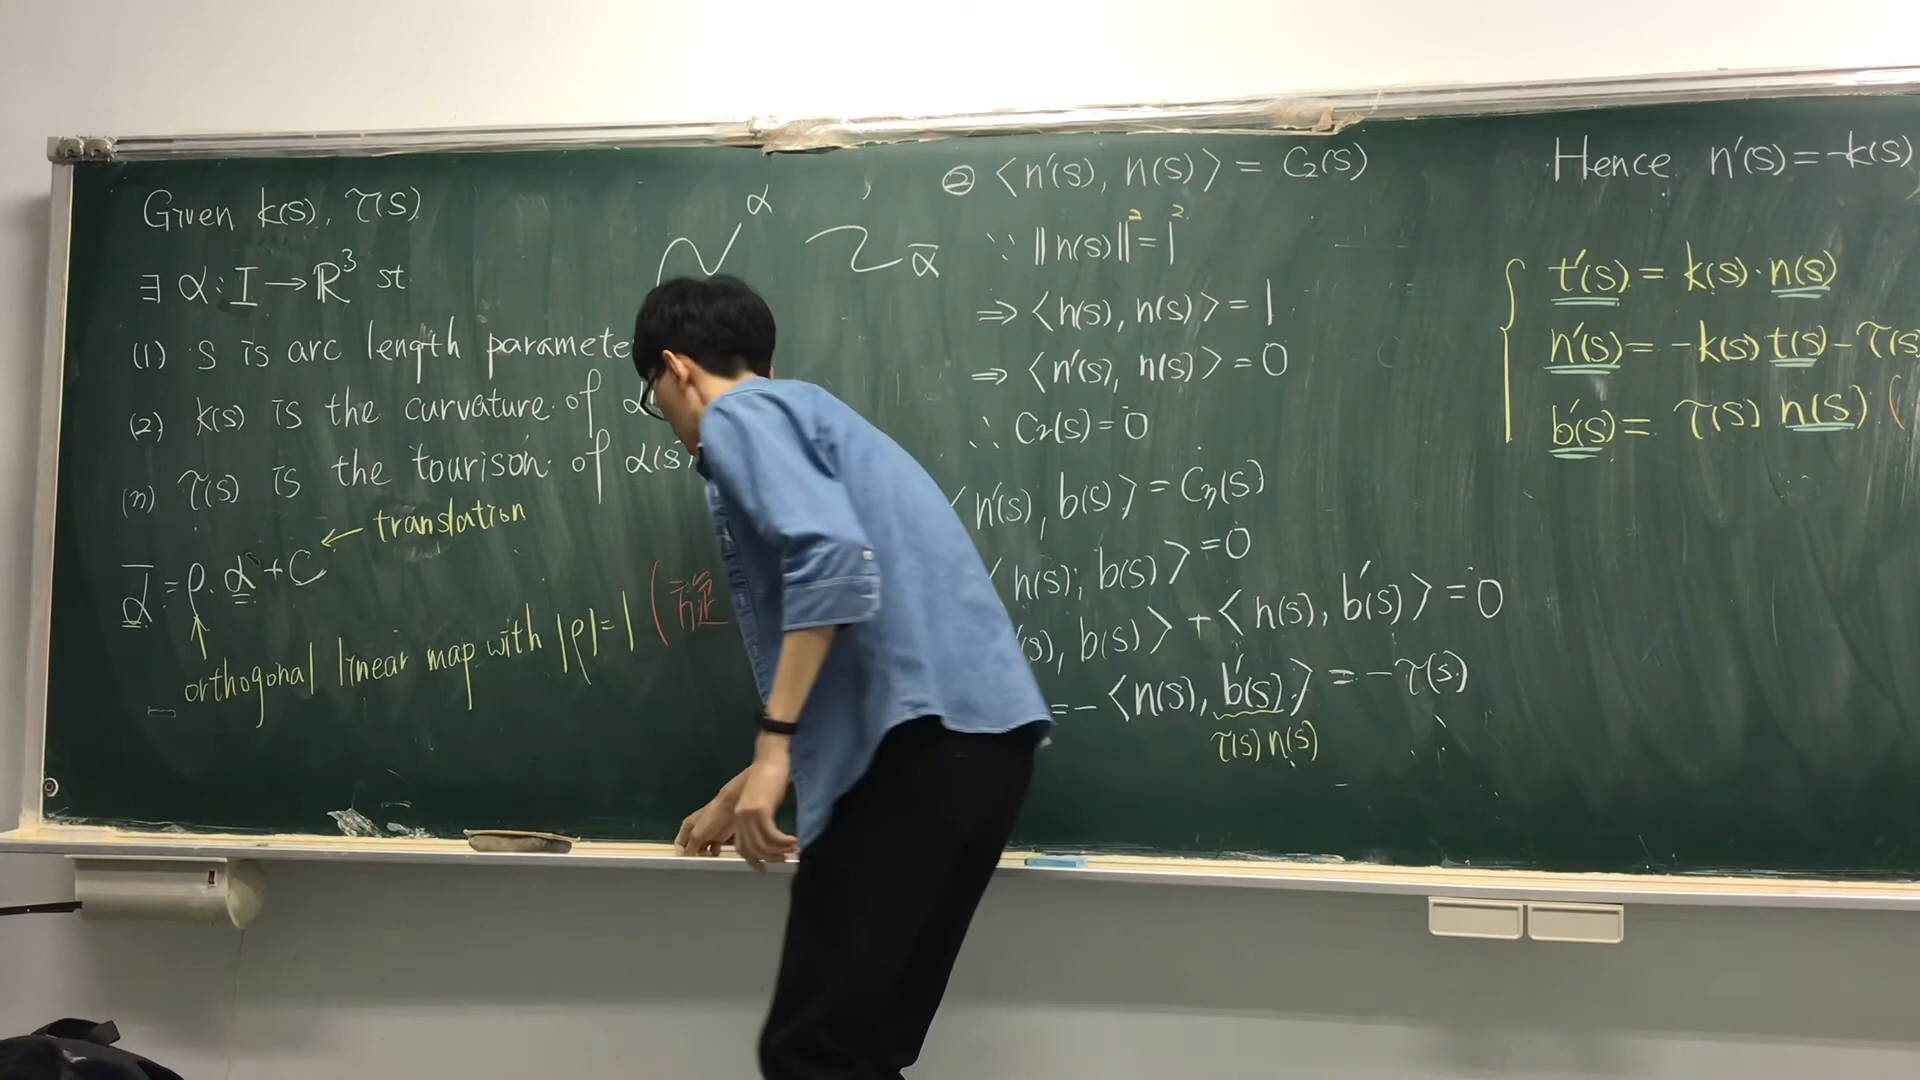 Given k(s), τ(s)
∃ α: I → ℝ³ st
(1) s is arc length paramete
(2) k(s) is the curvature of α
(3) τ(s) is the tourison of α(s)
ᾱ = ρ·α + C ← translation
↑
orthogonal linear map with |ρ|=1 (旋
α
,
ᾱ
② <n'(s), n(s)> = C₂(s)
∵ ||n(s)||² = 1²
⇒ <n(s), n(s)> = 1
⇒ <n'(s), n(s)> = 0
∴ C₂(s) = 0
<n'(s), b(s)> = C₃(s)
<n(s), b(s)> = 0
(s), b(s)> + <n(s), b'(s)> = 0
= - <n(s), b'(s)> = -τ(s)
τ(s) n(s)
Hence n'(s) = -k(s)
t'(s) = k(s)·n(s)
n'(s) = -k(s) t(s) - τ(s
b'(s) = τ(s) n(s) (